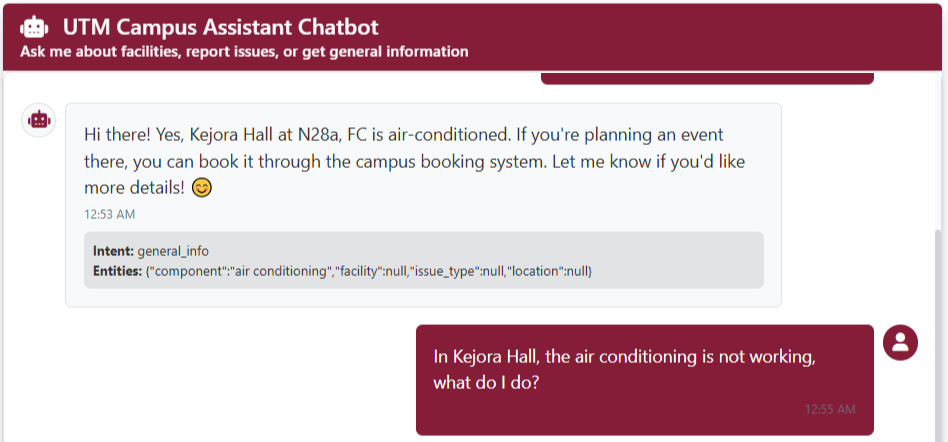 UTM Campus Assistant Chatbot
Ask me about facilities, report issues, or get general information
Hi there! Yes, Kejora Hall at N28a, FC is air-conditioned. If you're planning an event
there, you can book it through the campus booking system. Let me know if you'd like
more details! 😊
12:53 AM
Intent: general_info
Entities: {"component":"air conditioning","facility":null,"issue_type":null,"location":null}
In Kejora Hall, the air conditioning is not working,
what do I do?
12:55 AM